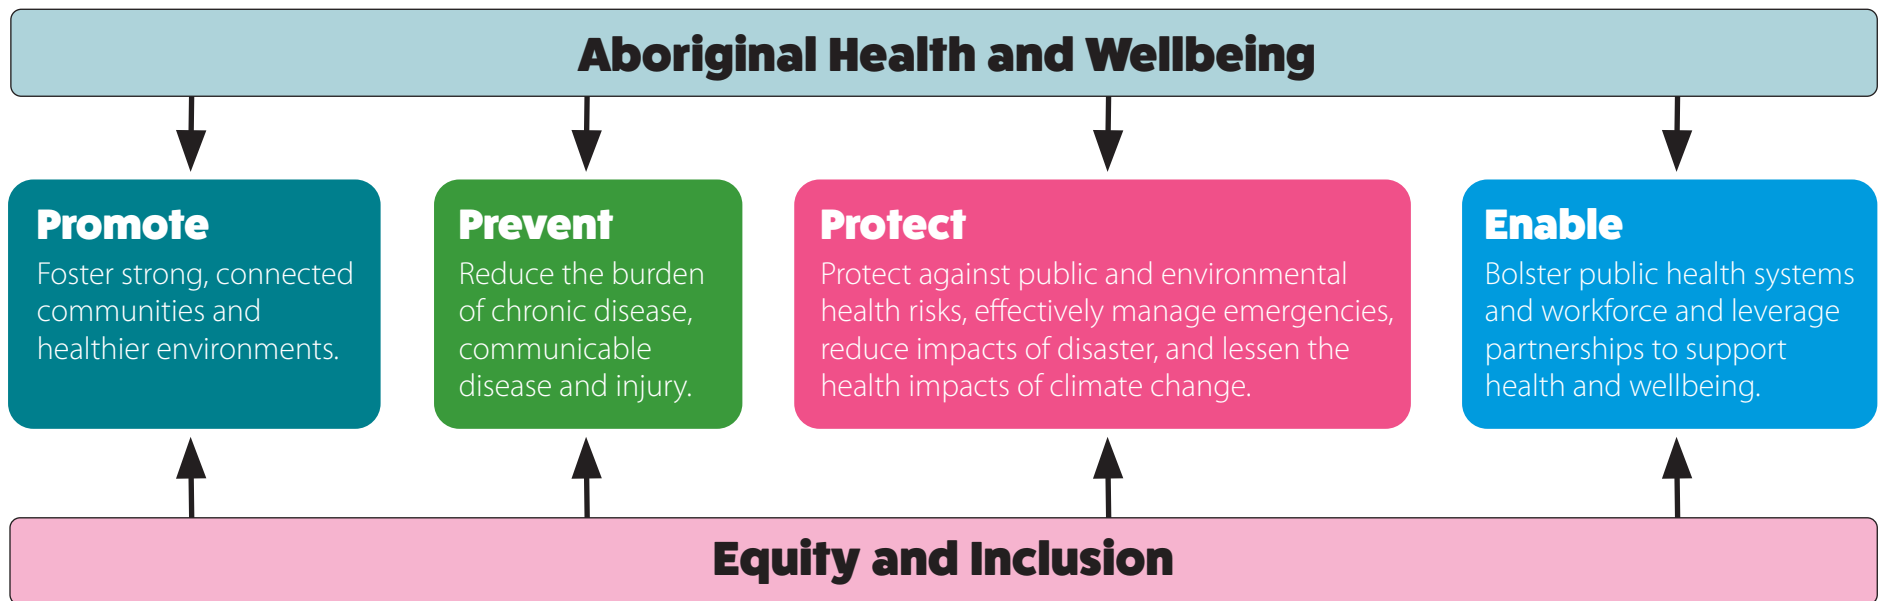 Aboriginal Health and Wellbeing
Promote
Foster strong, connected
communities and
healthier environments.
Prevent
Reduce the burden
of chronic disease,
communicable
disease and injury.
Protect
Protect against public and environmental
health risks, effectively manage emergencies,
reduce impacts of disaster, and lessen the
health impacts of climate change.
Enable
Bolster public health systems
and workforce and leverage
partnerships to support
health and wellbeing.
Equity and Inclusion